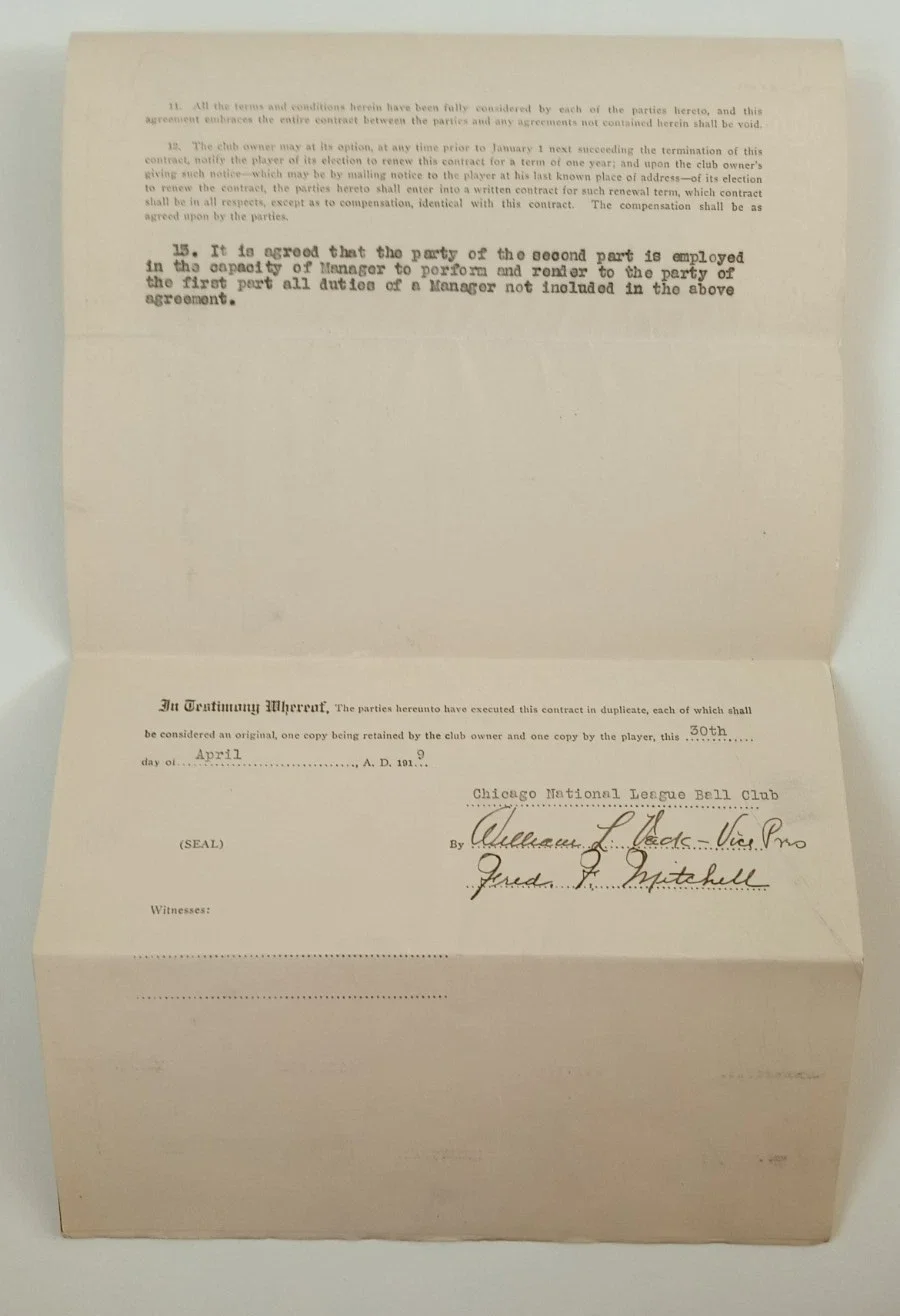 11. All the terms and conditions herein have been fully considered by each of the parties hereto, and this
agreement embraces the entire contract between the parties and any agreements not contained herein shall be void.
12. The club owner may at its option, at any time prior to January 1 next succeeding the termination of this
contract, notify the player of its election to renew this contract for a term of one year; and upon the club owner's
giving such notice—which may be by mailing notice to the player at his last known place of address—of its election
to renew the contract, the parties hereto shall enter into a written contract for such renewal term, which contract
shall be in all respects, except as to compensation, identical with this contract. The compensation shall be as
agreed upon by the parties.
13. It is agreed that the party of the second part is employed
in the capacity of Manager to perform and render to the party of
the first part all duties of a Manager not included in the above
agreement.
In Testimony Whereof, The parties hereunto have executed this contract in duplicate, each of which shall
be considered an original, one copy being retained by the club owner and one copy by the player, this 30th
day of April, A. D. 1919
Chicago National League Ball Club
(SEAL) By William L. Veeck - Vice Pres
Fred. F. Mitchell
Witnesses: